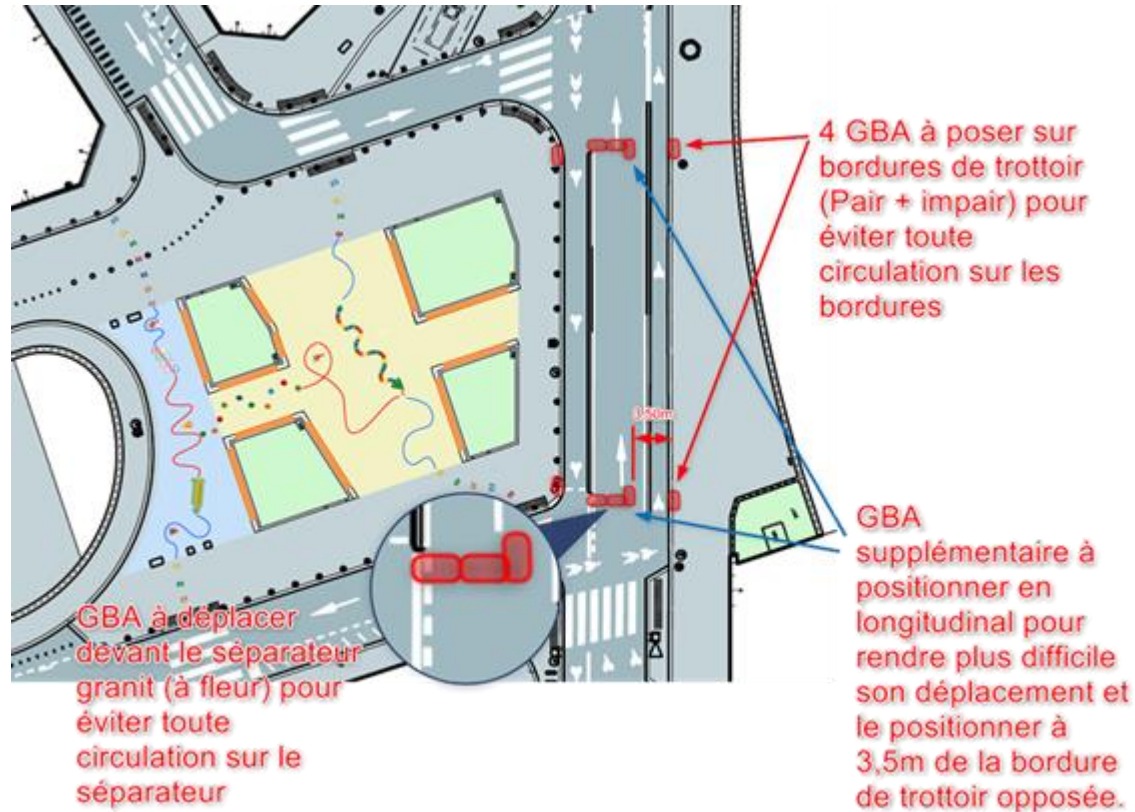 4 GBA à poser sur
bordures de trottoir
(Pair + impair) pour
éviter toute
circulation sur les
bordures
3,50m
GBA
supplémentaire à
positionner en
longitudinal pour
rendre plus difficile
son déplacement et
le positionner à
3,5m de la bordure
de trottoir opposée.
GBA à déplacer
devant le séparateur
granit (à fleur) pour
éviter toute
circulation sur le
séparateur